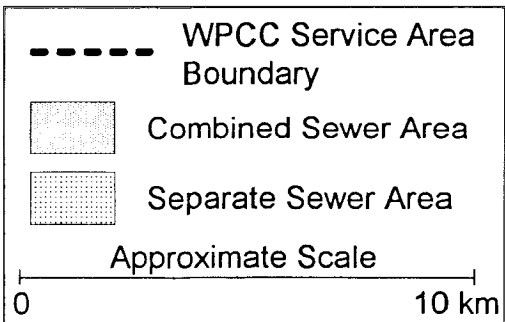 WPCC Service Area
Boundary
Combined Sewer Area
Separate Sewer Area
Approximate Scale
0 10 km